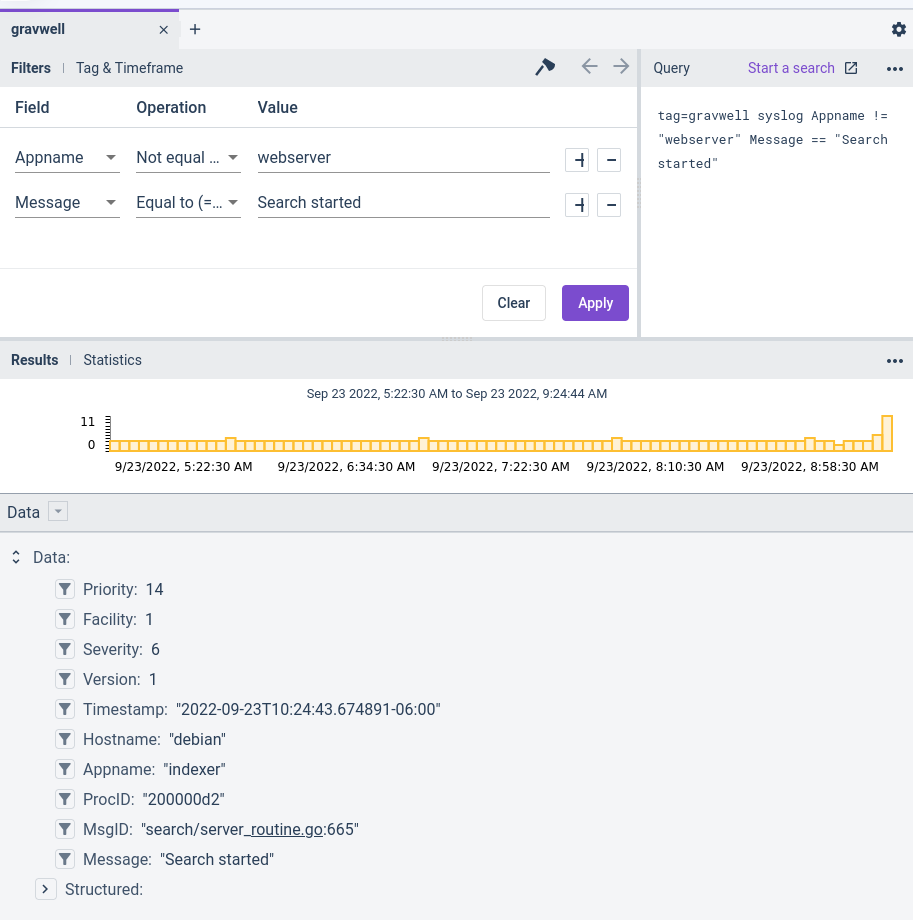 gravwell
Filters | Tag & Timeframe
Query Start a search
Field Operation Value
Appname Not equal ... webserver
Message Equal to (=... Search started
Clear Apply
tag=gravwell syslog Appname !=
"webserver" Message == "Search
started"
Results | Statistics
Sep 23 2022, 5:22:30 AM to Sep 23 2022, 9:24:44 AM
11
0
9/23/2022, 5:22:30 AM 9/23/2022, 6:34:30 AM 9/23/2022, 7:22:30 AM 9/23/2022, 8:10:30 AM 9/23/2022, 8:58:30 AM
Data
Data:
Priority: 14
Facility: 1
Severity: 6
Version: 1
Timestamp: "2022-09-23T10:24:43.674891-06:00"
Hostname: "debian"
Appname: "indexer"
ProcID: "200000d2"
MsgID: "search/server_routine.go:665"
Message: "Search started"
Structured: